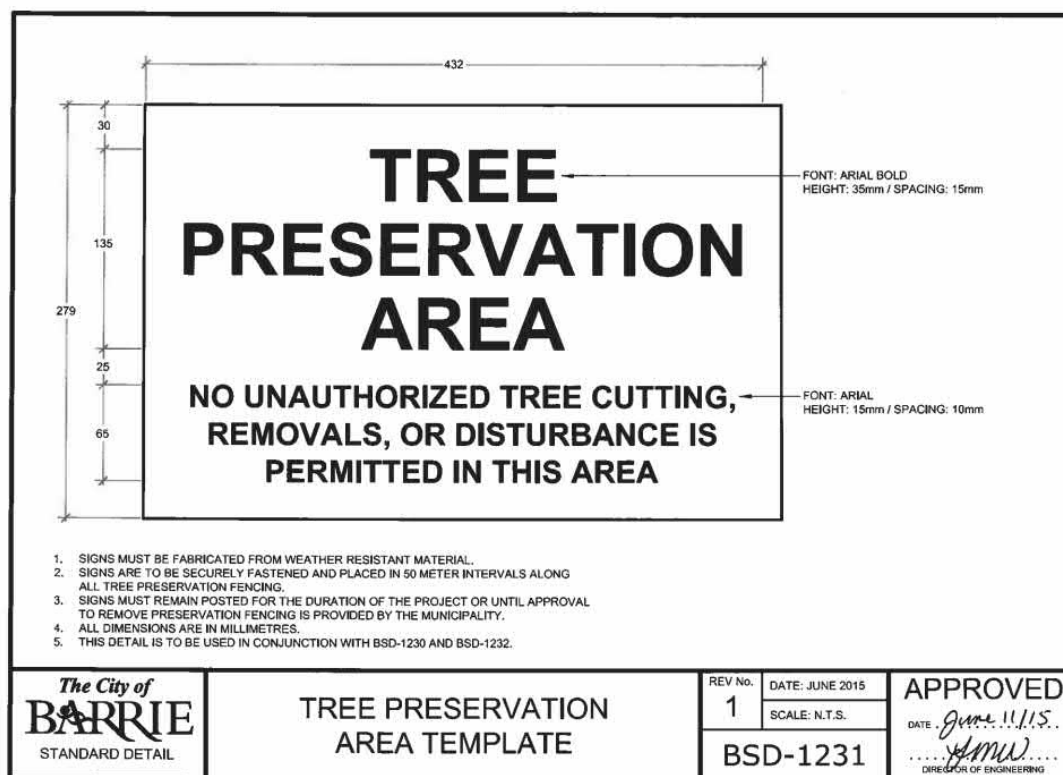 432
30
TREE
FONT: ARIAL BOLD
HEIGHT: 35mm / SPACING: 15mm
135
PRESERVATION
279
AREA
25
NO UNAUTHORIZED TREE CUTTING,
FONT: ARIAL
HEIGHT: 15mm / SPACING: 10mm
65
REMOVALS, OR DISTURBANCE IS
PERMITTED IN THIS AREA
1. SIGNS MUST BE FABRICATED FROM WEATHER RESISTANT MATERIAL.
2. SIGNS ARE TO BE SECURELY FASTENED AND PLACED IN 50 METER INTERVALS ALONG
ALL TREE PRESERVATION FENCING.
3. SIGNS MUST REMAIN POSTED FOR THE DURATION OF THE PROJECT OR UNTIL APPROVAL
TO REMOVE PRESERVATION FENCING IS PROVIDED BY THE MUNICIPALITY.
4. ALL DIMENSIONS ARE IN MILLIMETRES.
5. THIS DETAIL IS TO BE USED IN CONJUNCTION WITH BSD-1230 AND BSD-1232.
The City of
BARRIE
STANDARD DETAIL
TREE PRESERVATION
AREA TEMPLATE
REV No.
1
DATE: JUNE 2015
SCALE: N.T.S.
BSD-1231
APPROVED
DATE June 11/15
DIRECTOR OF ENGINEERING